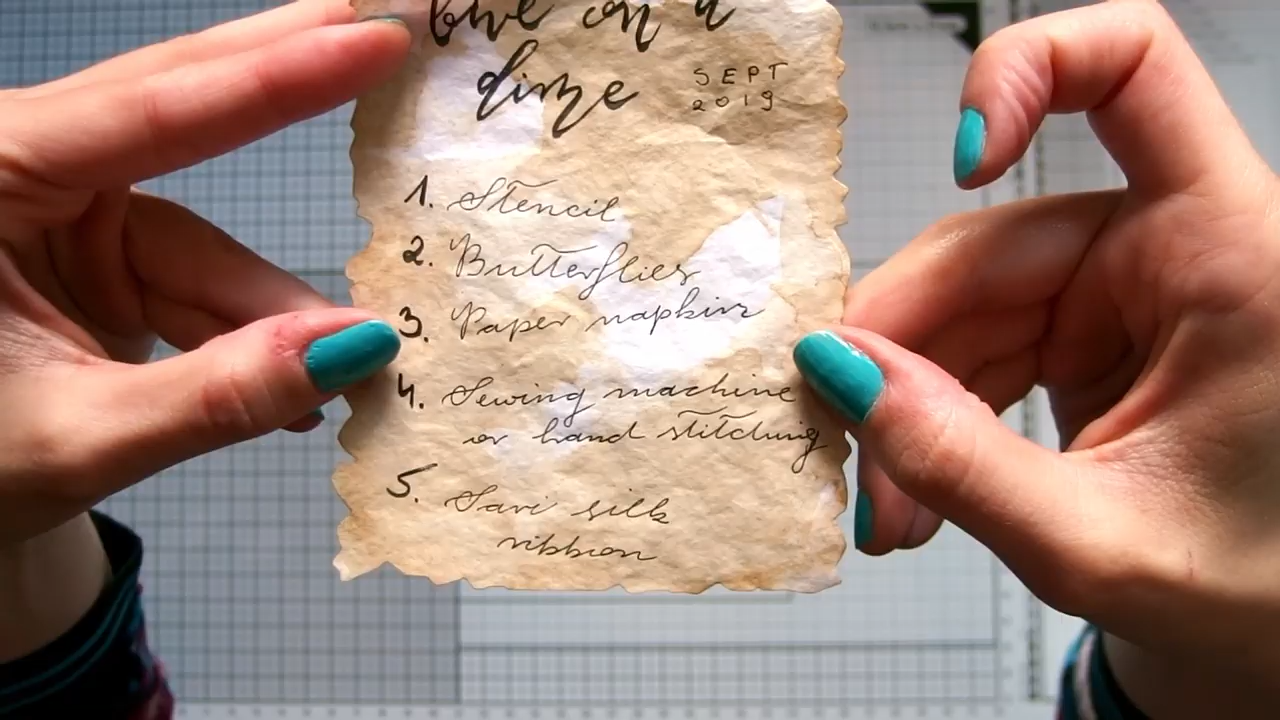 on a
dime
SEPT
2019
1. Stencil
2. Butterflies
3. Paper napkin
4. Sewing machine
or hand stitching
5. Sari silk
ribbon